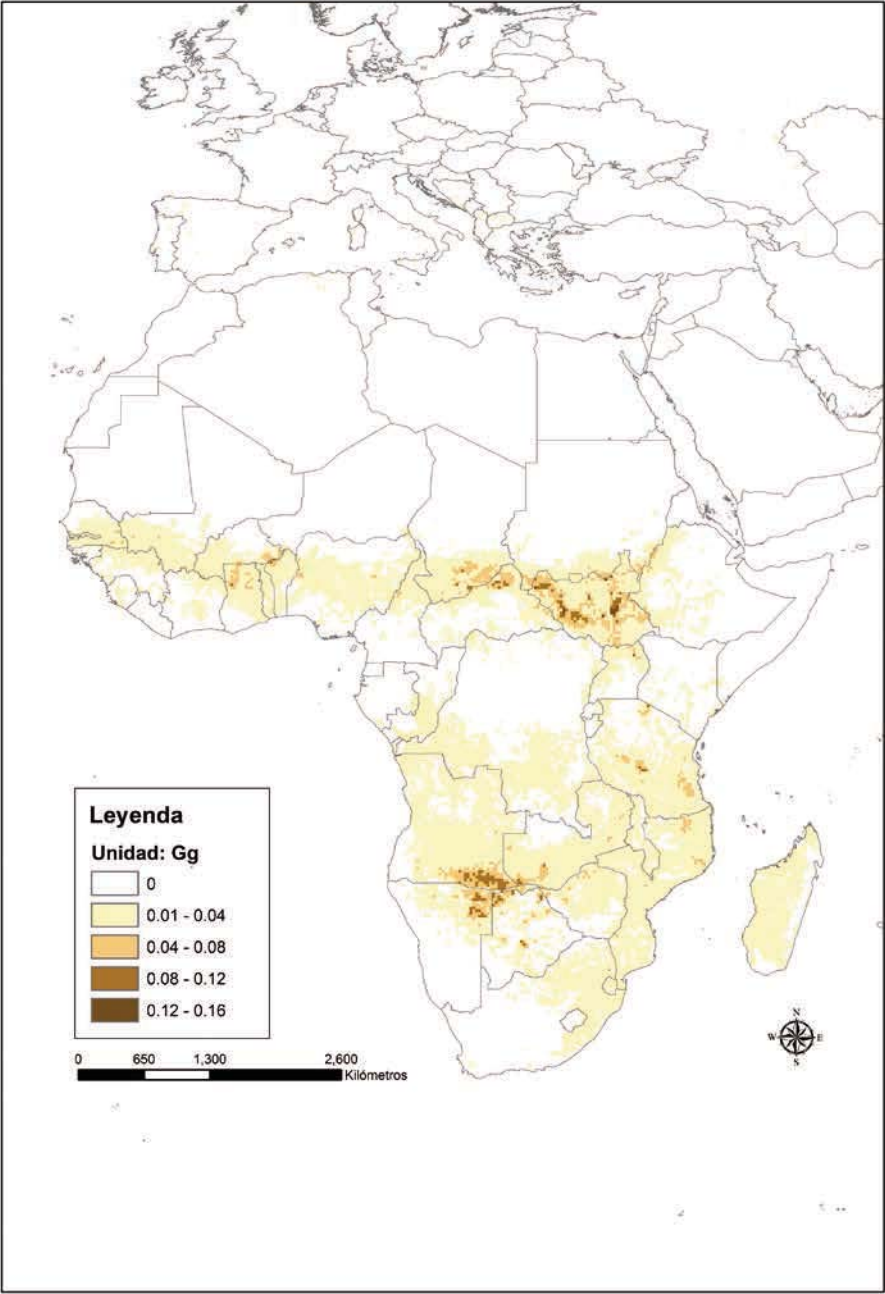 Leyenda
Unidad: Gg
0
0.01 - 0.04
0.04 - 0.08
0.08 - 0.12
0.12 - 0.16
0 650 1,300 2,600
Kilómetros
N
W E
S